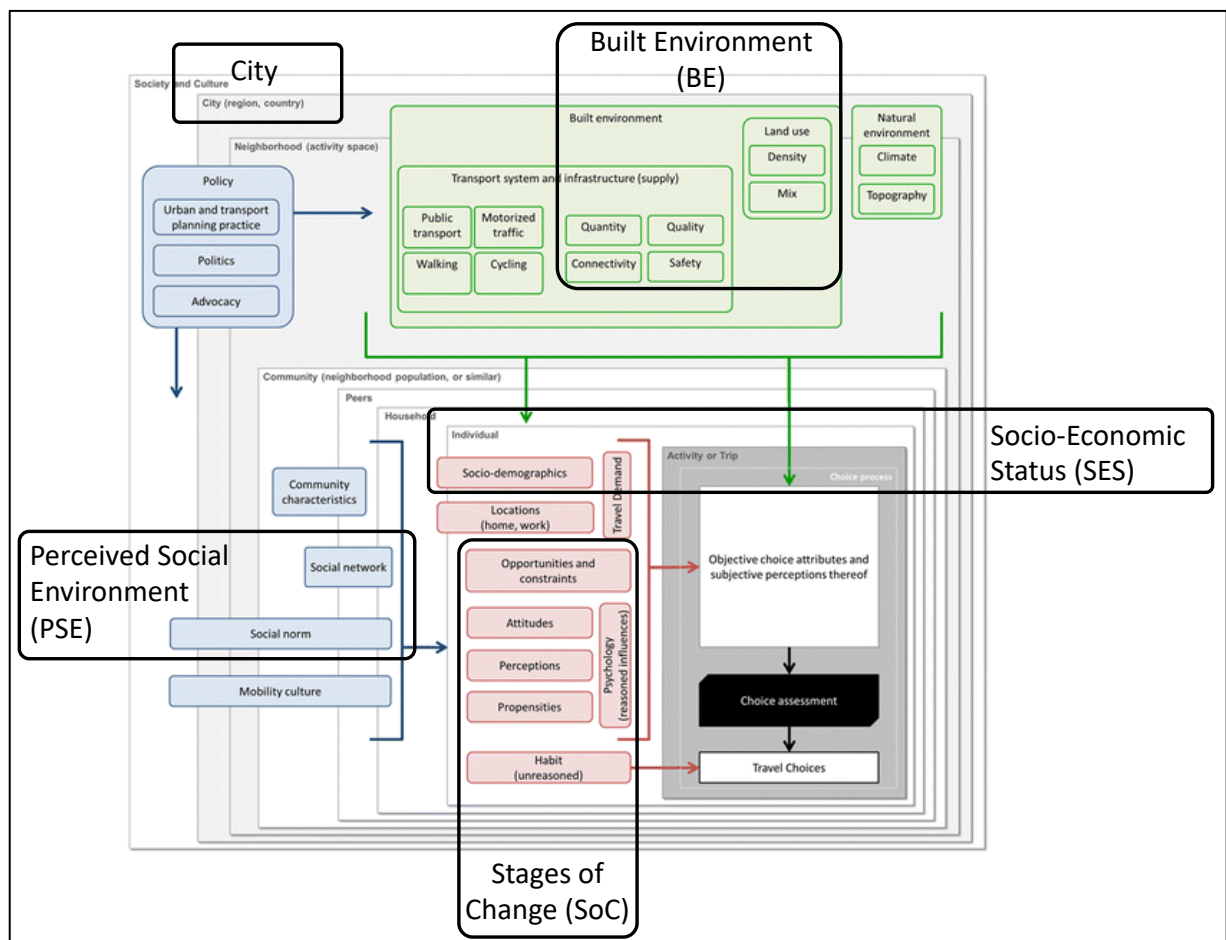 City
Built Environment
(BE)
Society and Culture
City (region, country)
Neighborhood (activity space)
Built environment
Land use
Density
Mix
Natural
environment
Climate
Topography
Policy
Urban and transport
planning practice
Politics
Advocacy
Transport system and infrastructure (supply)
Public
transport
Motorized
traffic
Walking
Cycling
Quantity
Quality
Connectivity
Safety
Community (neighborhood population, or similar)
Peers
Household
Individual
Socio-Economic
Status (SES)
Activity or Trip
Choice process
Socio-demographics
Locations
(home, work)
Travel Demand
Community
characteristics
Perceived Social
Environment
(PSE)
Social network
Social norm
Mobility culture
Opportunities and
constraints
Attitudes
Perceptions
Propensities
Psychology
(reasoned influences)
Habit
(unreasoned)
Objective choice attributes and
subjective perceptions thereof
Choice assessment
Travel Choices
Stages of
Change (SoC)